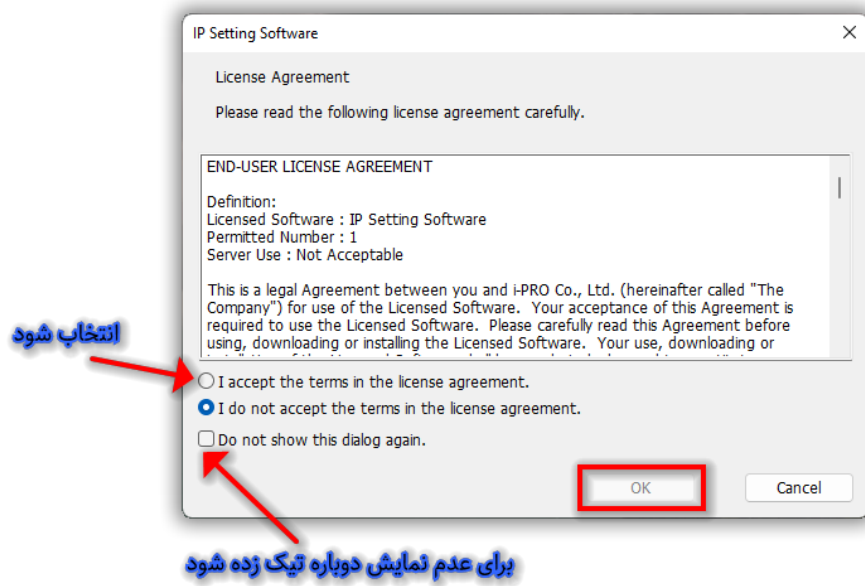 IP Setting Software
License Agreement
Please read the following license agreement carefully.
END-USER LICENSE AGREEMENT
Definition:
Licensed Software : IP Setting Software
Permitted Number : 1
Server Use : Not Acceptable
This is a legal Agreement between you and i-PRO Co., Ltd. (hereinafter called "The
Company") for use of the Licensed Software.  Your acceptance of this Agreement is
required to use the Licensed Software.  Please carefully read this Agreement before
using, downloading or installing the Licensed Software.  Your use, downloading or
انتخاب شود
I accept the terms in the license agreement.
I do not accept the terms in the license agreement.
Do not show this dialog again.
OK
Cancel
برای عدم نمایش دوباره تیک زده شود